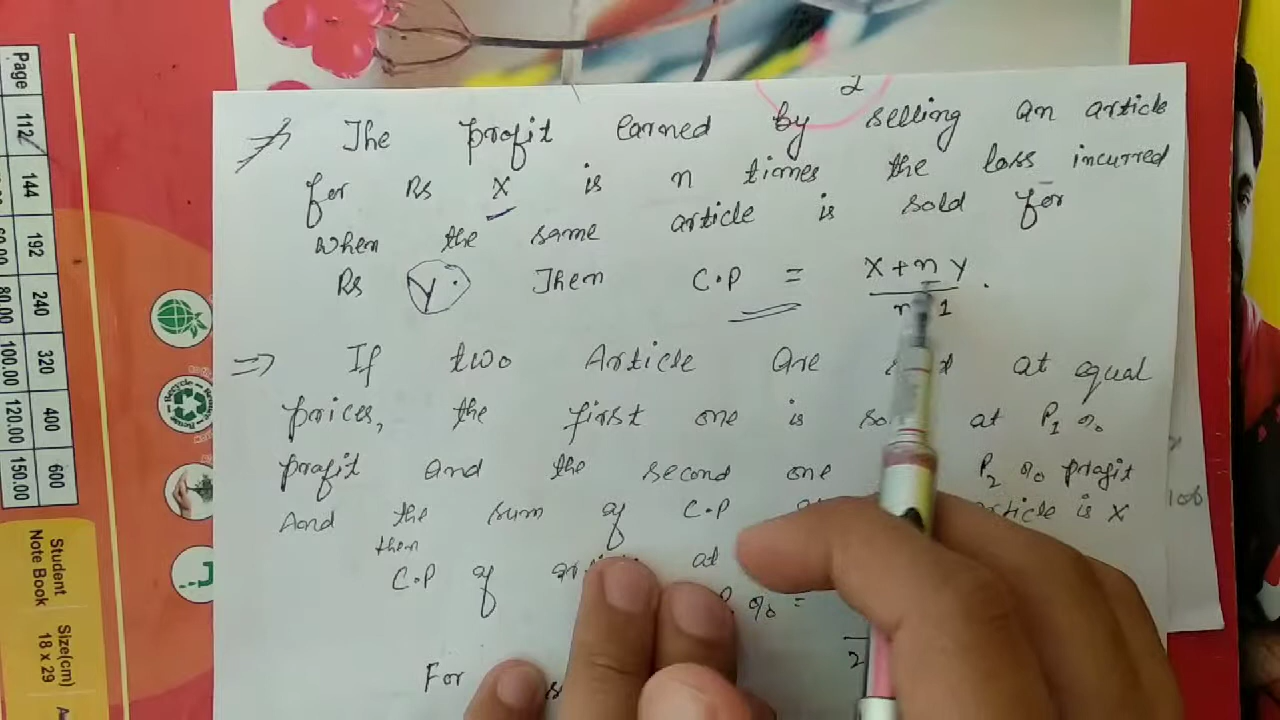 2
The profit earned by selling an article
for Rs X is n times the loss incurred
when the same article is sold for
Rs Y. Then C.P = X + n Y / n 1 .
=> If two Article are at equal
prices, the first one is at P1 %
profit and the second one P2 % profit
And the sum of C.P article is X
then
C.P of at
% =
2
For
106
Page 112 144 192 240 320 400 600
80.00 100.00 120.00 150.00
Student
Note Book
Size(cm)
18 x 29